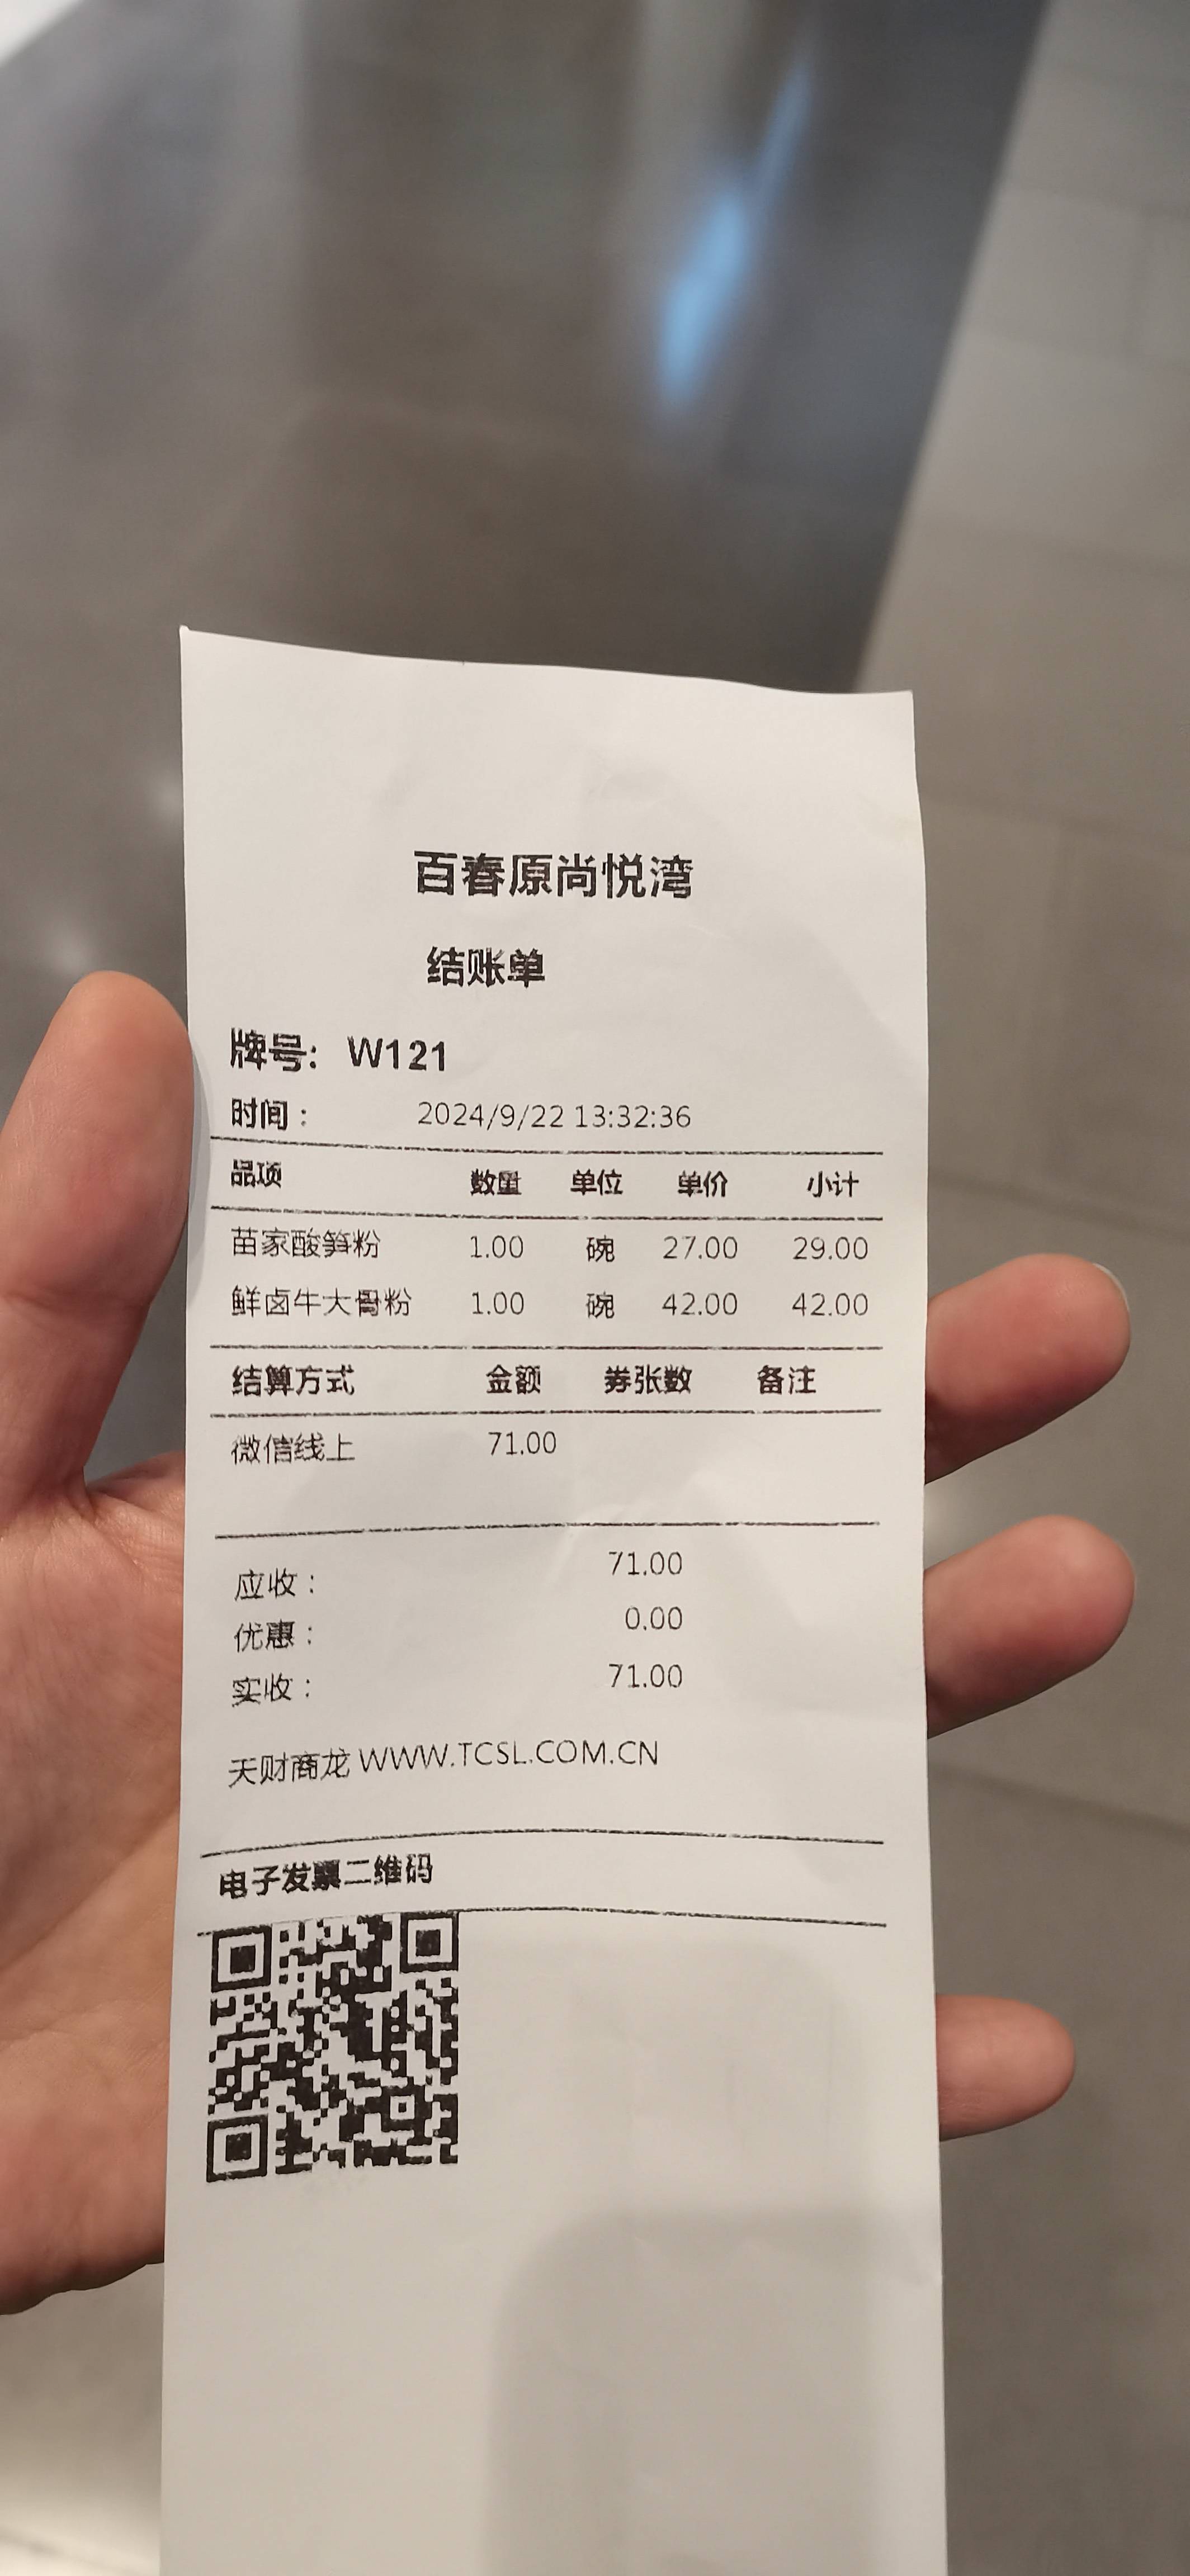 百春原尚悦湾
结账单
牌号: W121
时间： 2024/9/22 13:32:36
品项 数量 单位 单价 小计
苗家酸笋粉 1.00 碗 27.00 29.00
鲜卤牛大骨粉 1.00 碗 42.00 42.00
结算方式 金额 券张数 备注
微信线上 71.00
应收： 71.00
优惠： 0.00
实收： 71.00
天财商龙 WWW.TCSL.COM.CN
电子发票二维码